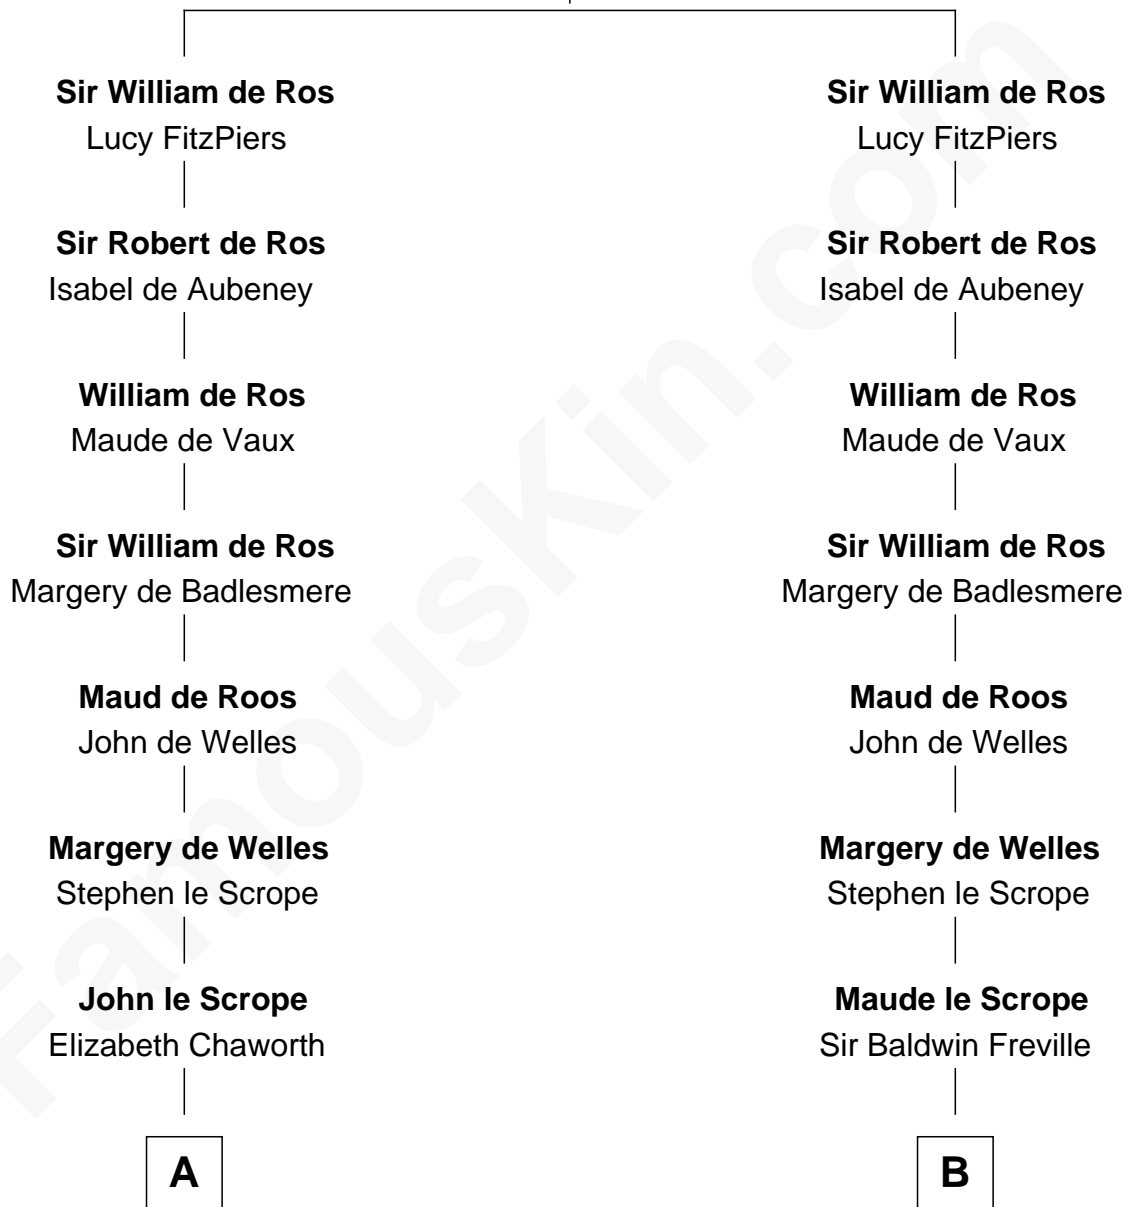 Sir William de Ros
Lucy FitzPiers
Sir Robert de Ros
Isabel de Aubeney
William de Ros
Maude de Vaux
Sir William de Ros
Margery de Badlesmere
Maud de Roos
John de Welles
Margery de Welles
Stephen le Scrope
John le Scrope
Elizabeth Chaworth
A
Sir William de Ros
Lucy FitzPiers
Sir Robert de Ros
Isabel de Aubeney
William de Ros
Maude de Vaux
Sir William de Ros
Margery de Badlesmere
Maud de Roos
John de Welles
Margery de Welles
Stephen le Scrope
Maude le Scrope
Sir Baldwin Freville
B
FamousKin.com